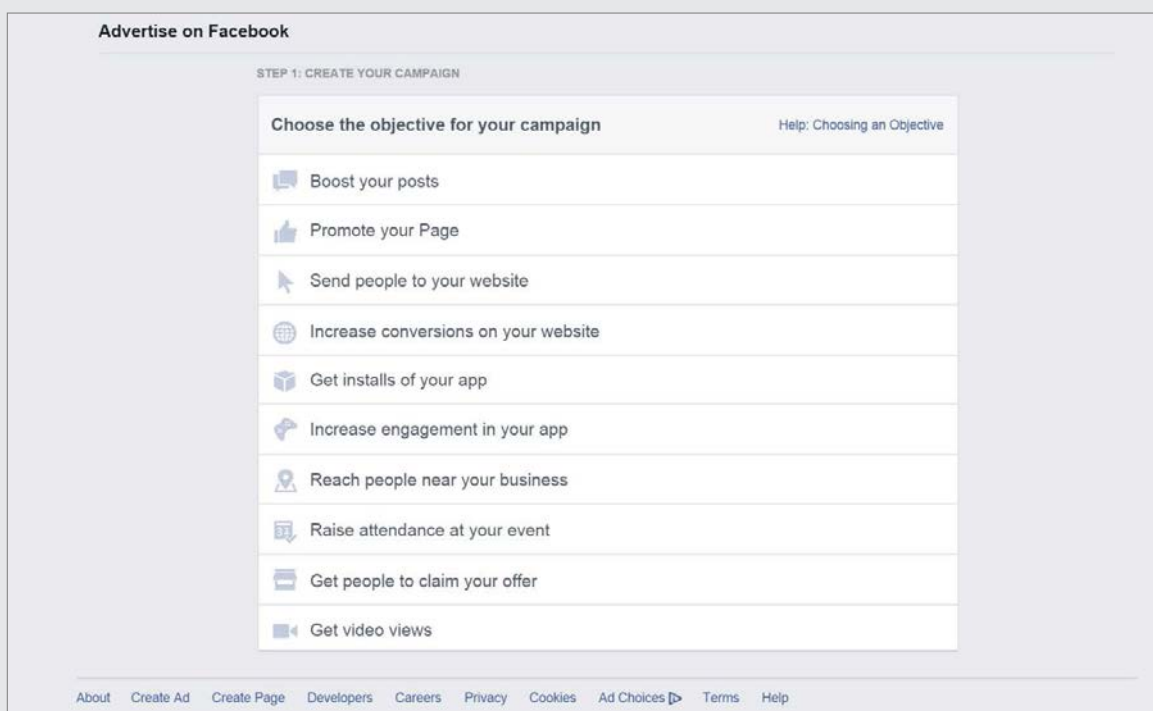 Advertise on Facebook
STEP 1: CREATE YOUR CAMPAIGN
Choose the objective for your campaign Help: Choosing an Objective
Boost your posts
Promote your Page
Send people to your website
Increase conversions on your website
Get installs of your app
Increase engagement in your app
Reach people near your business
Raise attendance at your event
Get people to claim your offer
Get video views
About Create Ad Create Page Developers Careers Privacy Cookies Ad Choices Terms Help